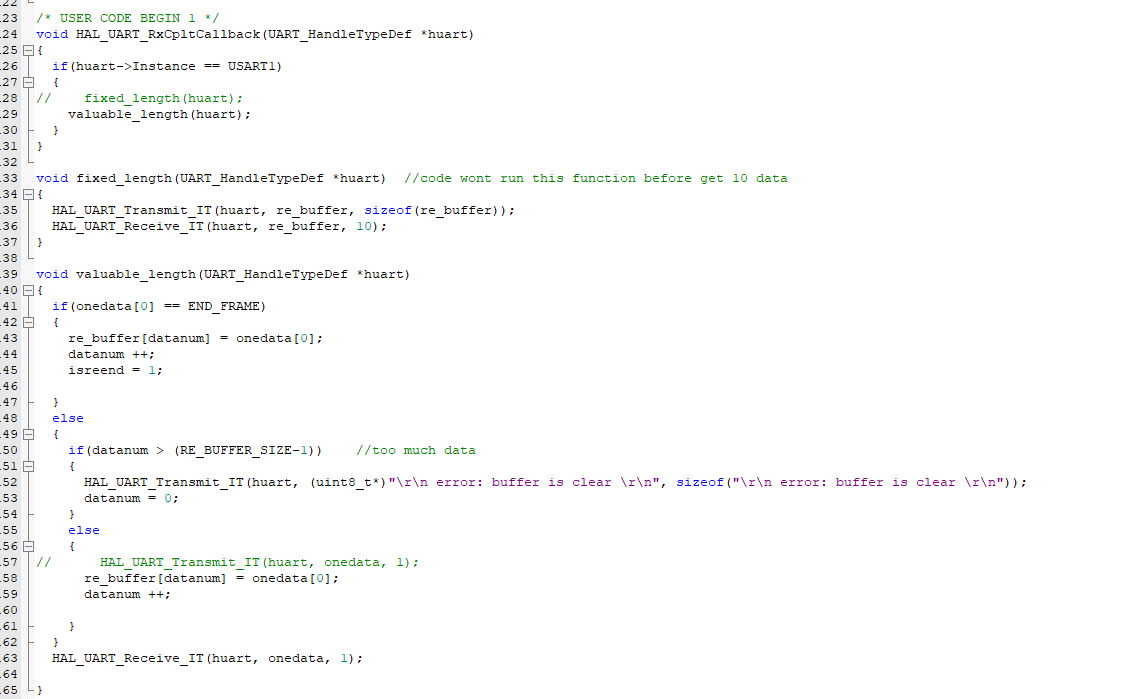 22
23 /* USER CODE BEGIN 1 */
24 void HAL_UART_RxCpltCallback(UART_HandleTypeDef *huart)
25 {
26 if(huart->Instance == USART1)
27 {
28 // fixed_length(huart);
29 valuable_length(huart);
30 }
31 }
32
33 void fixed_length(UART_HandleTypeDef *huart) //code wont run this function before get 10 data
34 {
35 HAL_UART_Transmit_IT(huart, re_buffer, sizeof(re_buffer));
36 HAL_UART_Receive_IT(huart, re_buffer, 10);
37 }
38
39 void valuable_length(UART_HandleTypeDef *huart)
40 {
41 if(onedata[0] == END_FRAME)
42 {
43 re_buffer[datanum] = onedata[0];
44 datanum ++;
45 isreend = 1;
46
47 }
48 else
49 {
50 if(datanum > (RE_BUFFER_SIZE-1)) //too much data
51 {
52 HAL_UART_Transmit_IT(huart, (uint8_t*)"\r\n error: buffer is clear \r\n", sizeof("\r\n error: buffer is clear \r\n"));
53 datanum = 0;
54 }
55 else
56 {
57 // HAL_UART_Transmit_IT(huart, onedata, 1);
58 re_buffer[datanum] = onedata[0];
59 datanum ++;
60
61 }
62 }
63 HAL_UART_Receive_IT(huart, onedata, 1);
64
65 }